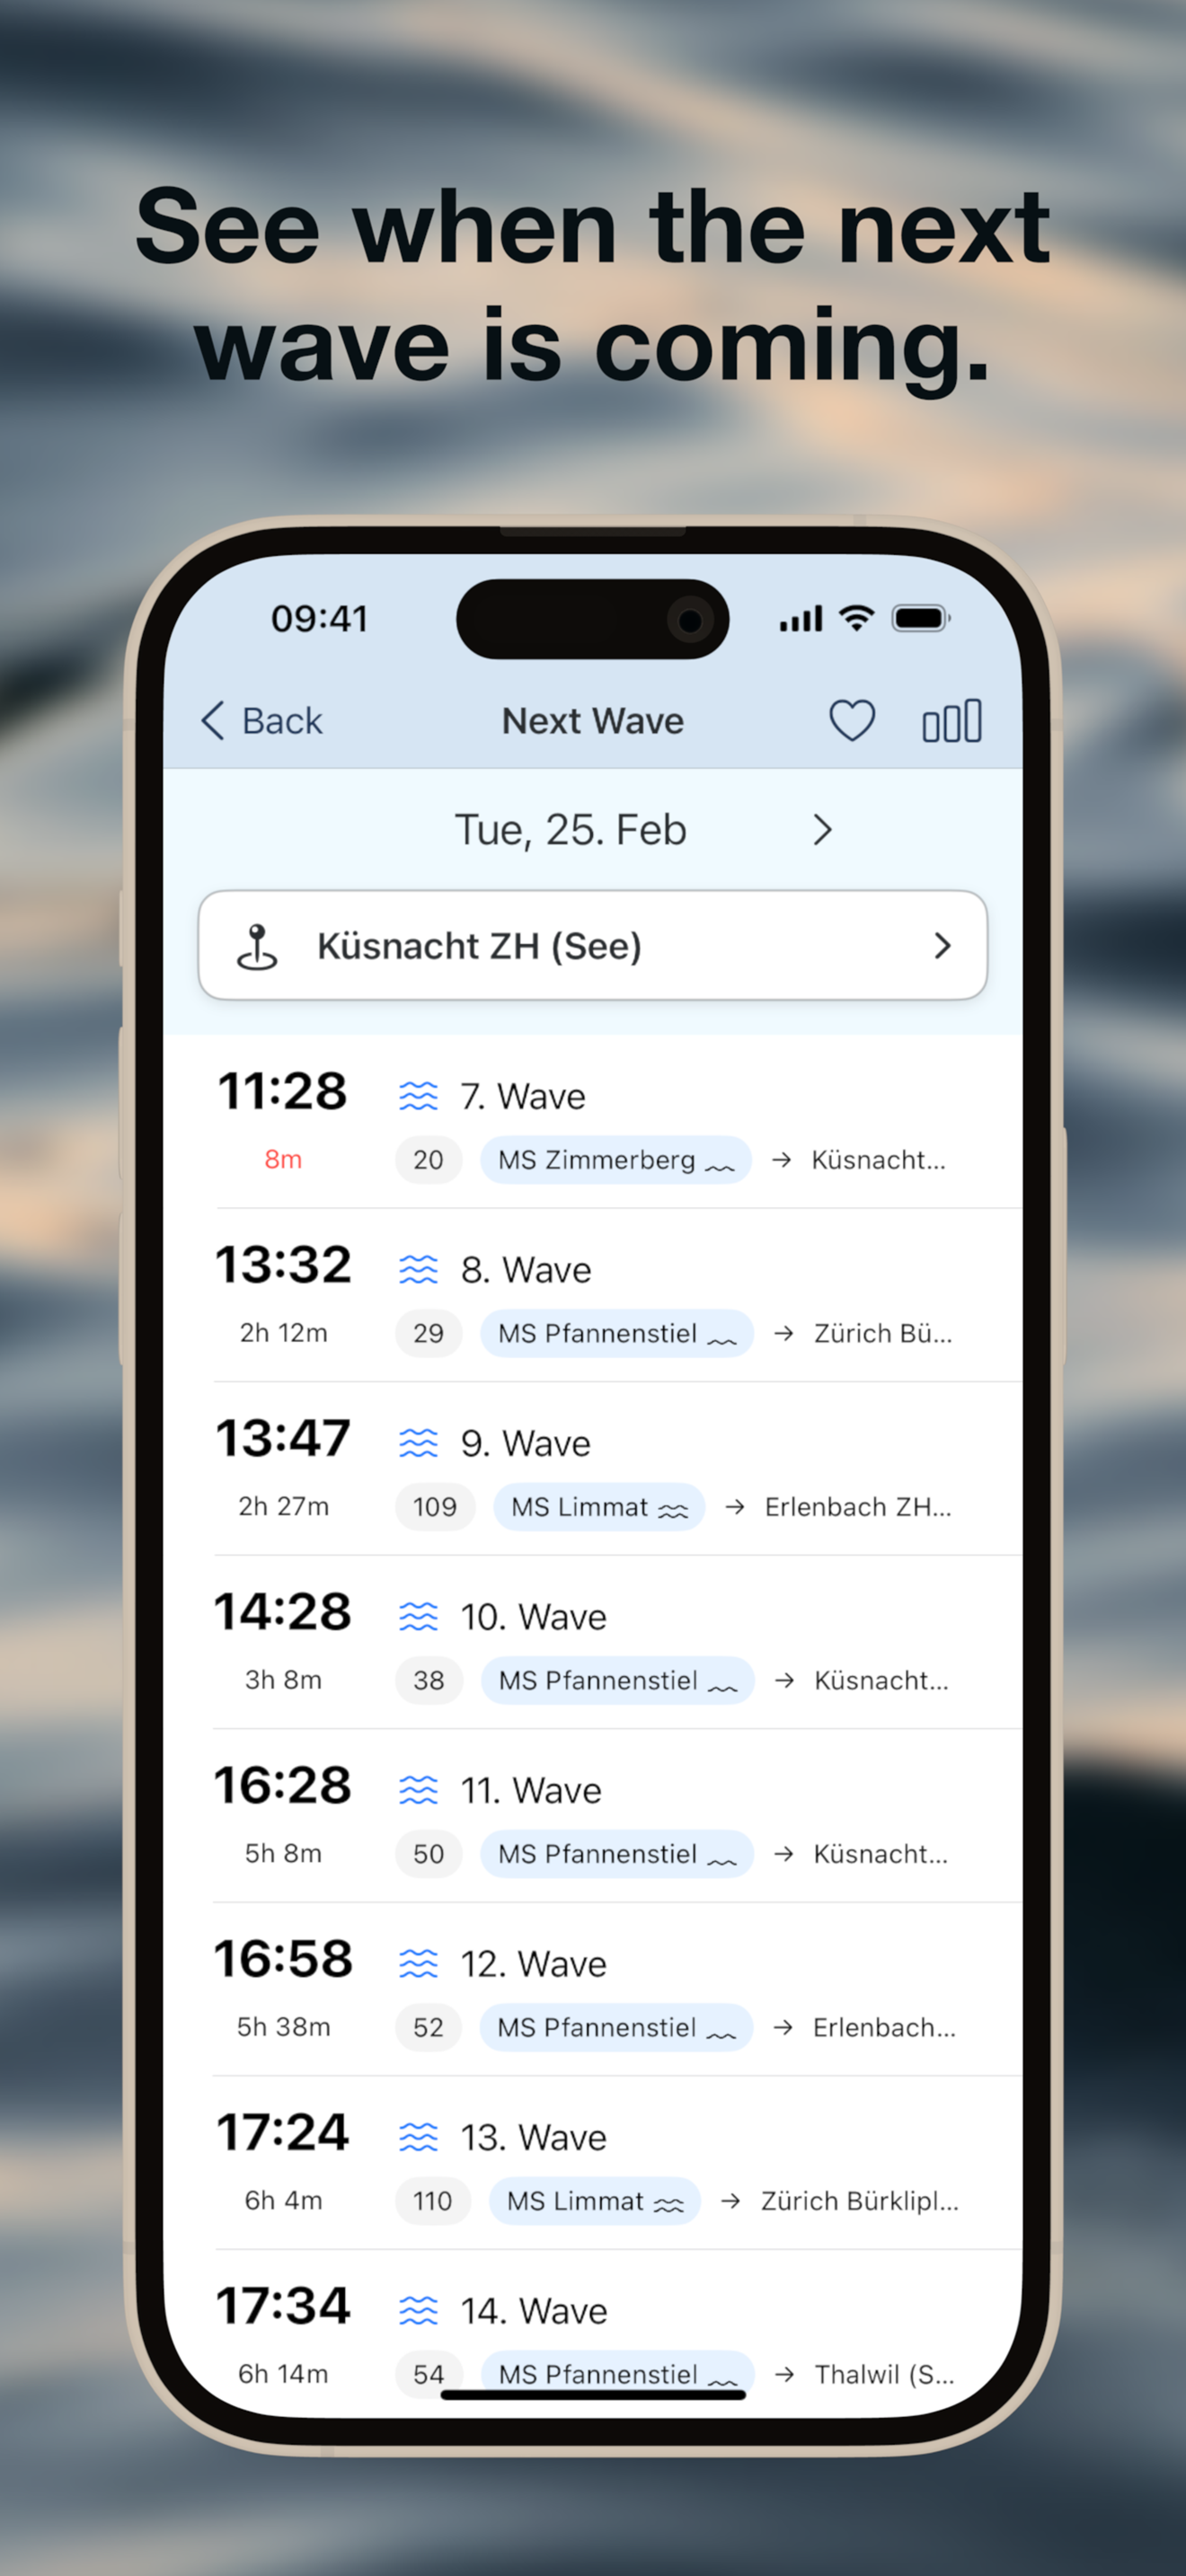 See when the next
wave is coming.
09:41
Back Next Wave
Tue, 25. Feb
Küsnacht ZH (See)
11:28 7. Wave
8m 20 MS Zimmerberg → Küsnacht...
13:32 8. Wave
2h 12m 29 MS Pfannenstiel → Zürich Bü...
13:47 9. Wave
2h 27m 109 MS Limmat → Erlenbach ZH...
14:28 10. Wave
3h 8m 38 MS Pfannenstiel → Küsnacht...
16:28 11. Wave
5h 8m 50 MS Pfannenstiel → Küsnacht...
16:58 12. Wave
5h 38m 52 MS Pfannenstiel → Erlenbach...
17:24 13. Wave
6h 4m 110 MS Limmat → Zürich Bürklipl...
17:34 14. Wave
6h 14m 54 MS Pfannenstiel → Thalwil (S...